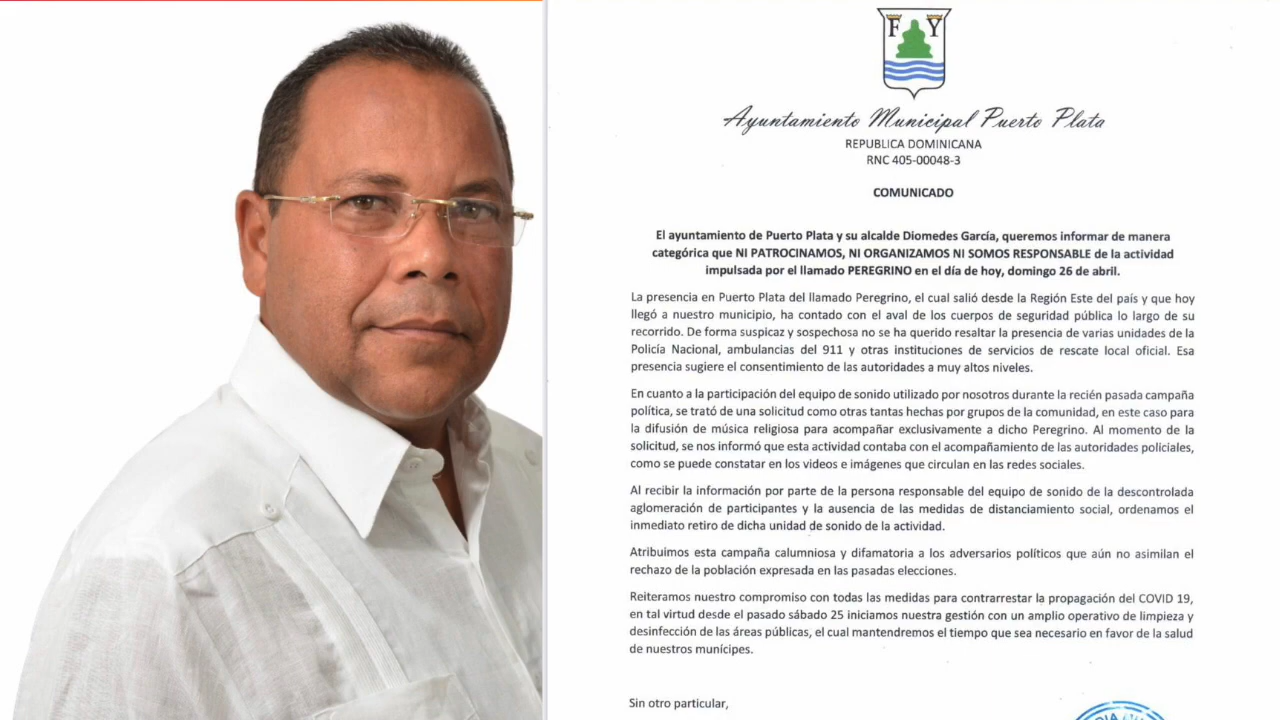 F Y
Ayuntamiento Municipal Puerto Plata
REPUBLICA DOMINICANA
RNC 405-00048-3
COMUNICADO
El ayuntamiento de Puerto Plata y su alcalde Diomedes García, queremos informar de manera
categórica que NI PATROCINAMOS, NI ORGANIZAMOS NI SOMOS RESPONSABLE de la actividad
impulsada por el llamado PEREGRINO en el día de hoy, domingo 26 de abril.
La presencia en Puerto Plata del llamado Peregrino, el cual salió desde la Región Este del país y que hoy
llegó a nuestro municipio, ha contado con el aval de los cuerpos de seguridad pública lo largo de su
recorrido. De forma suspicaz y sospechosa no se ha querido resaltar la presencia de varias unidades de la
Policía Nacional, ambulancias del 911 y otras instituciones de servicios de rescate local oficial. Esa
presencia sugiere el consentimiento de las autoridades a muy altos niveles.
En cuanto a la participación del equipo de sonido utilizado por nosotros durante la recién pasada campaña
política, se trató de una solicitud como otras tantas hechas por grupos de la comunidad, en este caso para
la difusión de música religiosa para acompañar exclusivamente a dicho Peregrino. Al momento de la
solicitud, se nos informó que esta actividad contaba con el acompañamiento de las autoridades policiales,
como se puede constatar en los videos e imágenes que circulan en las redes sociales.
Al recibir la información por parte de la persona responsable del equipo de sonido de la descontrolada
aglomeración de participantes y la ausencia de las medidas de distanciamiento social, ordenamos el
inmediato retiro de dicha unidad de sonido de la actividad.
Atribuimos esta campaña calumniosa y difamatoria a los adversarios políticos que aún no asimilan el
rechazo de la población expresada en las pasadas elecciones.
Reiteramos nuestro compromiso con todas las medidas para contrarrestar la propagación del COVID 19,
en tal virtud desde el pasado sábado 25 iniciamos nuestra gestión con un amplio operativo de limpieza y
desinfección de las áreas públicas, el cual mantendremos el tiempo que sea necesario en favor de la salud
de nuestros munícipes.
Sin otro particular,